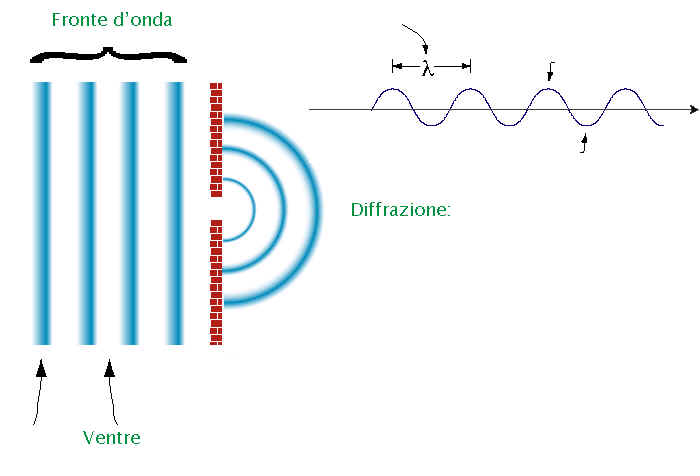 Fronte d'onda
λ
Diffrazione:
Ventre